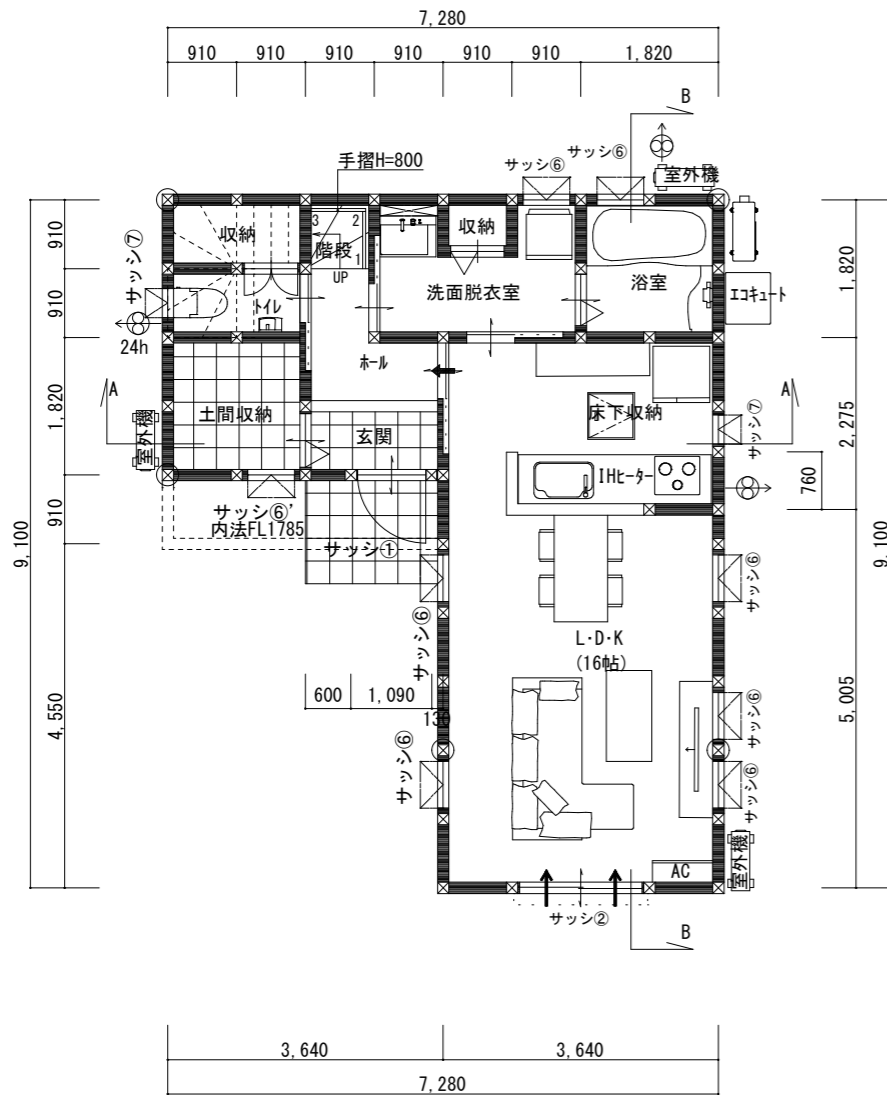 7,280
910 910 910 910 910 910 1,820
B
手摺H=800
サッシ⑥
サッシ⑥
室外機
910
収納
3
2
階段
1
UP
収納
1,820
サッシ⑦
910
トイレ
洗面脱衣室
浴室
エコキュート
24h
A
ホール
床下収納
A
サッシ⑦
1,820
2,275
室外機
土間収納
玄関
IHヒーター
760
サッシ⑥'
内法FL1785
サッシ①
910
9,100
9,100
サッシ⑥
サッシ⑥
L・D・K
(16帖)
600
1,090
130
4,550
5,005
サッシ⑥
サッシ⑥
サッシ⑥
AC
室外機
サッシ②
B
3,640 3,640
7,280